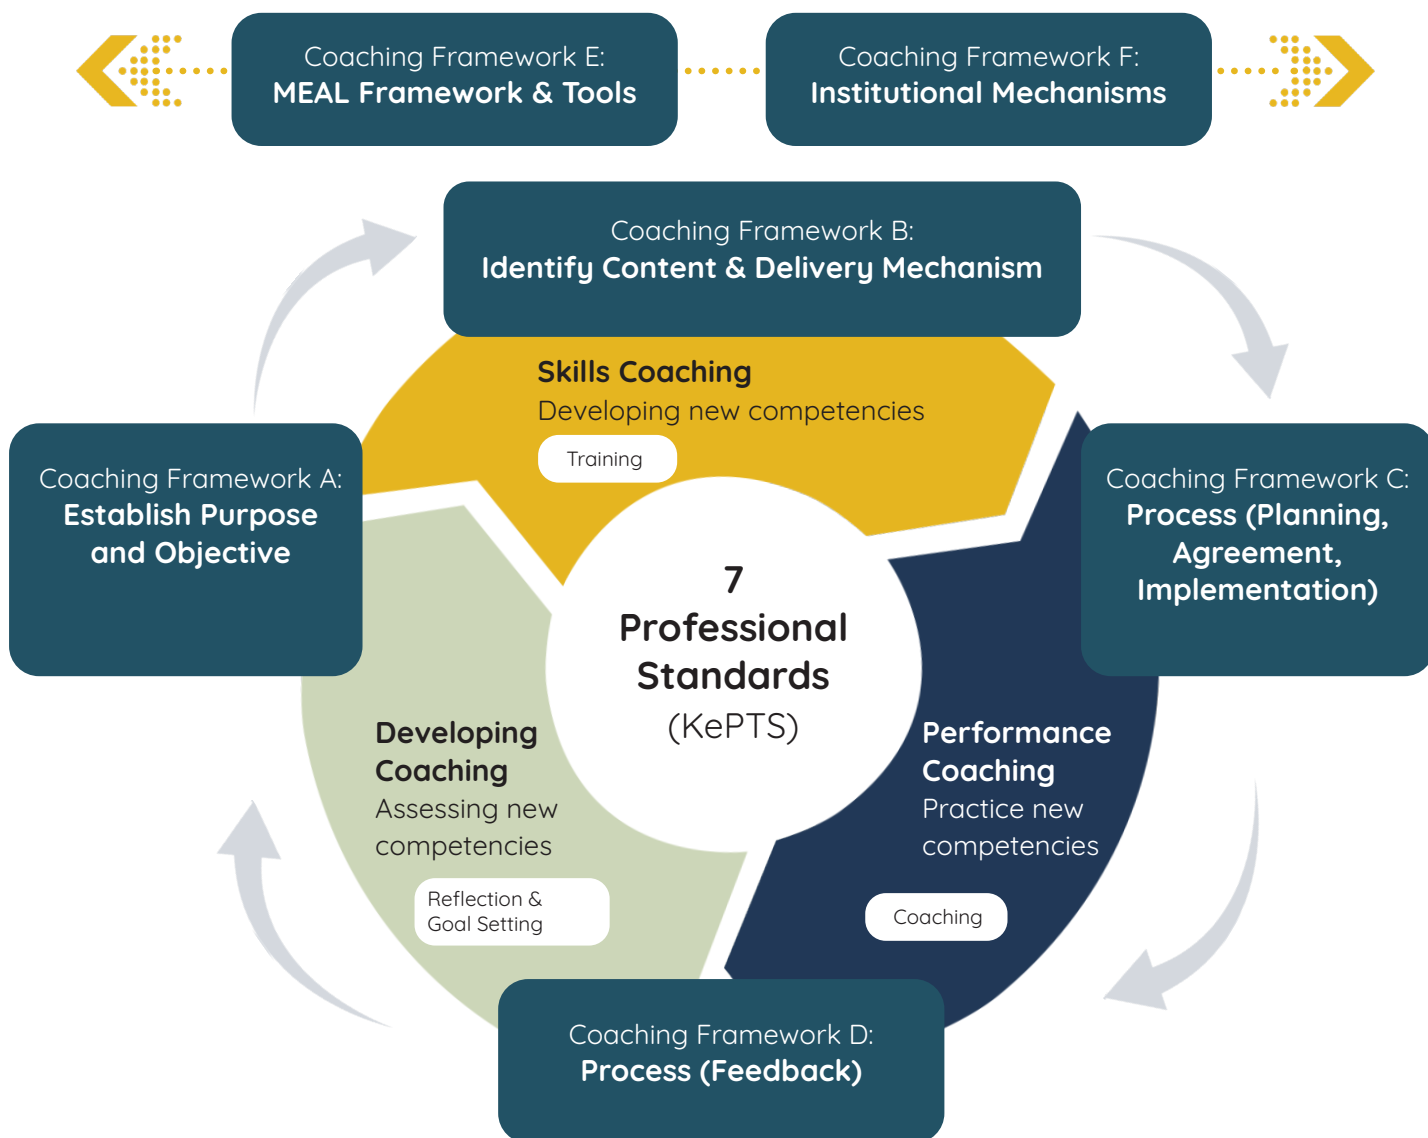 Coaching Framework E:
MEAL Framework & Tools
Coaching Framework F:
Institutional Mechanisms
Coaching Framework B:
Identify Content & Delivery Mechanism
Skills Coaching
Developing new competencies
Training
Coaching Framework A:
Establish Purpose
and Objective
Coaching Framework C:
Process (Planning,
Agreement,
Implementation)
7
Professional
Standards
(KePTS)
Developing
Coaching
Assessing new
competencies
Reflection &
Goal Setting
Performance
Coaching
Practice new
competencies
Coaching
Coaching Framework D:
Process (Feedback)